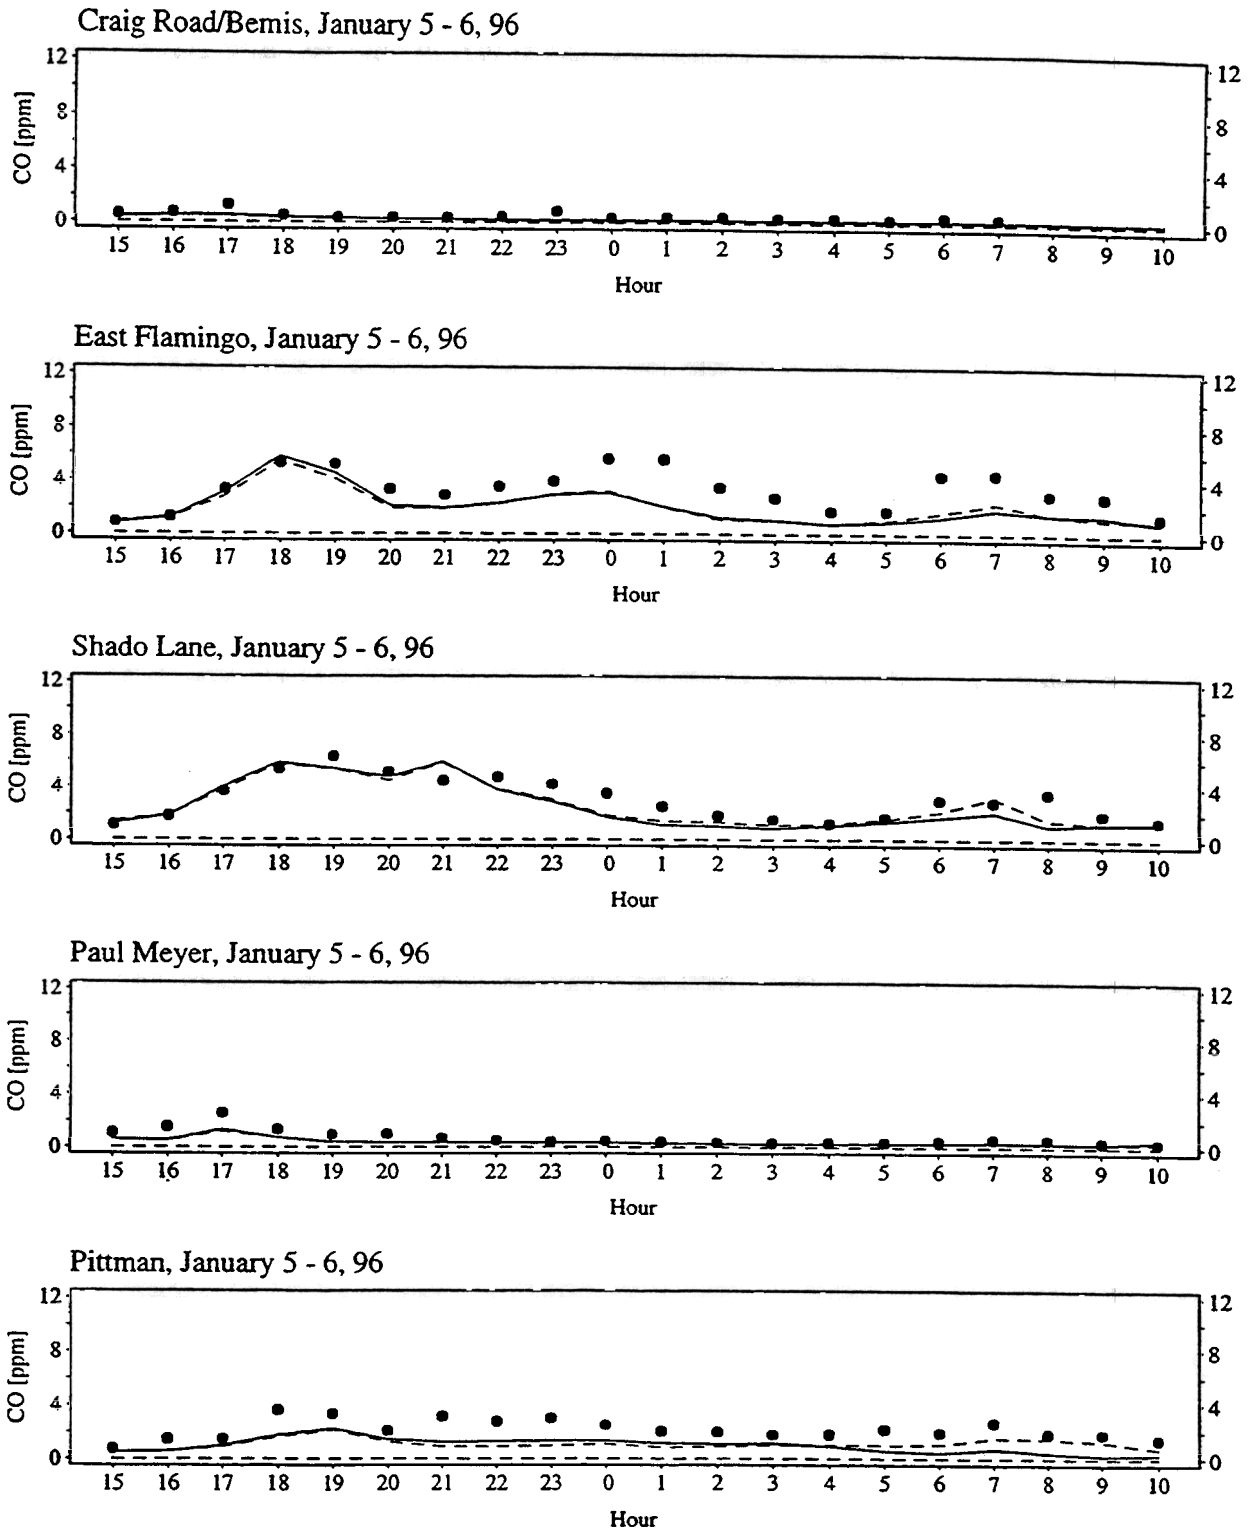 Craig Road/Bemis, January 5 - 6, 96
CO [ppm]
12
8
4
0
12
8
4
0
15 16 17 18 19 20 21 22 23 0 1 2 3 4 5 6 7 8 9 10
Hour
East Flamingo, January 5 - 6, 96
CO [ppm]
12
8
4
0
12
8
4
0
15 16 17 18 19 20 21 22 23 0 1 2 3 4 5 6 7 8 9 10
Hour
Shado Lane, January 5 - 6, 96
CO [ppm]
12
8
4
0
12
8
4
0
15 16 17 18 19 20 21 22 23 0 1 2 3 4 5 6 7 8 9 10
Hour
Paul Meyer, January 5 - 6, 96
CO [ppm]
12
8
4
0
12
8
4
0
15 16 17 18 19 20 21 22 23 0 1 2 3 4 5 6 7 8 9 10
Hour
Pittman, January 5 - 6, 96
CO [ppm]
12
8
4
0
12
8
4
0
15 16 17 18 19 20 21 22 23 0 1 2 3 4 5 6 7 8 9 10
Hour